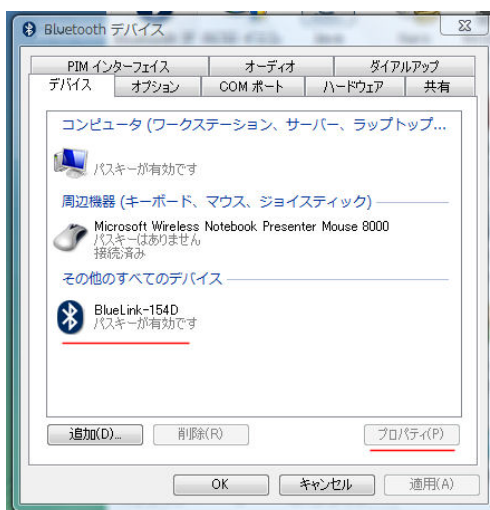 Bluetooth デバイス
PIM インターフェイス
オーディオ
ダイアルアップ
デバイス
オプション
COM ポート
ハードウェア
共有
コンピュータ (ワークステーション、サーバー、ラップトップ...
パスキーが有効です
周辺機器 (キーボード、マウス、ジョイスティック)
Microsoft Wireless Notebook Presenter Mouse 8000
パスキーはありません
接続済み
その他のすべてのデバイス
BlueLink-154D
パスキーが有効です
追加(D)...
削除(R)
プロパティ(P)
OK
キャンセル
適用(A)